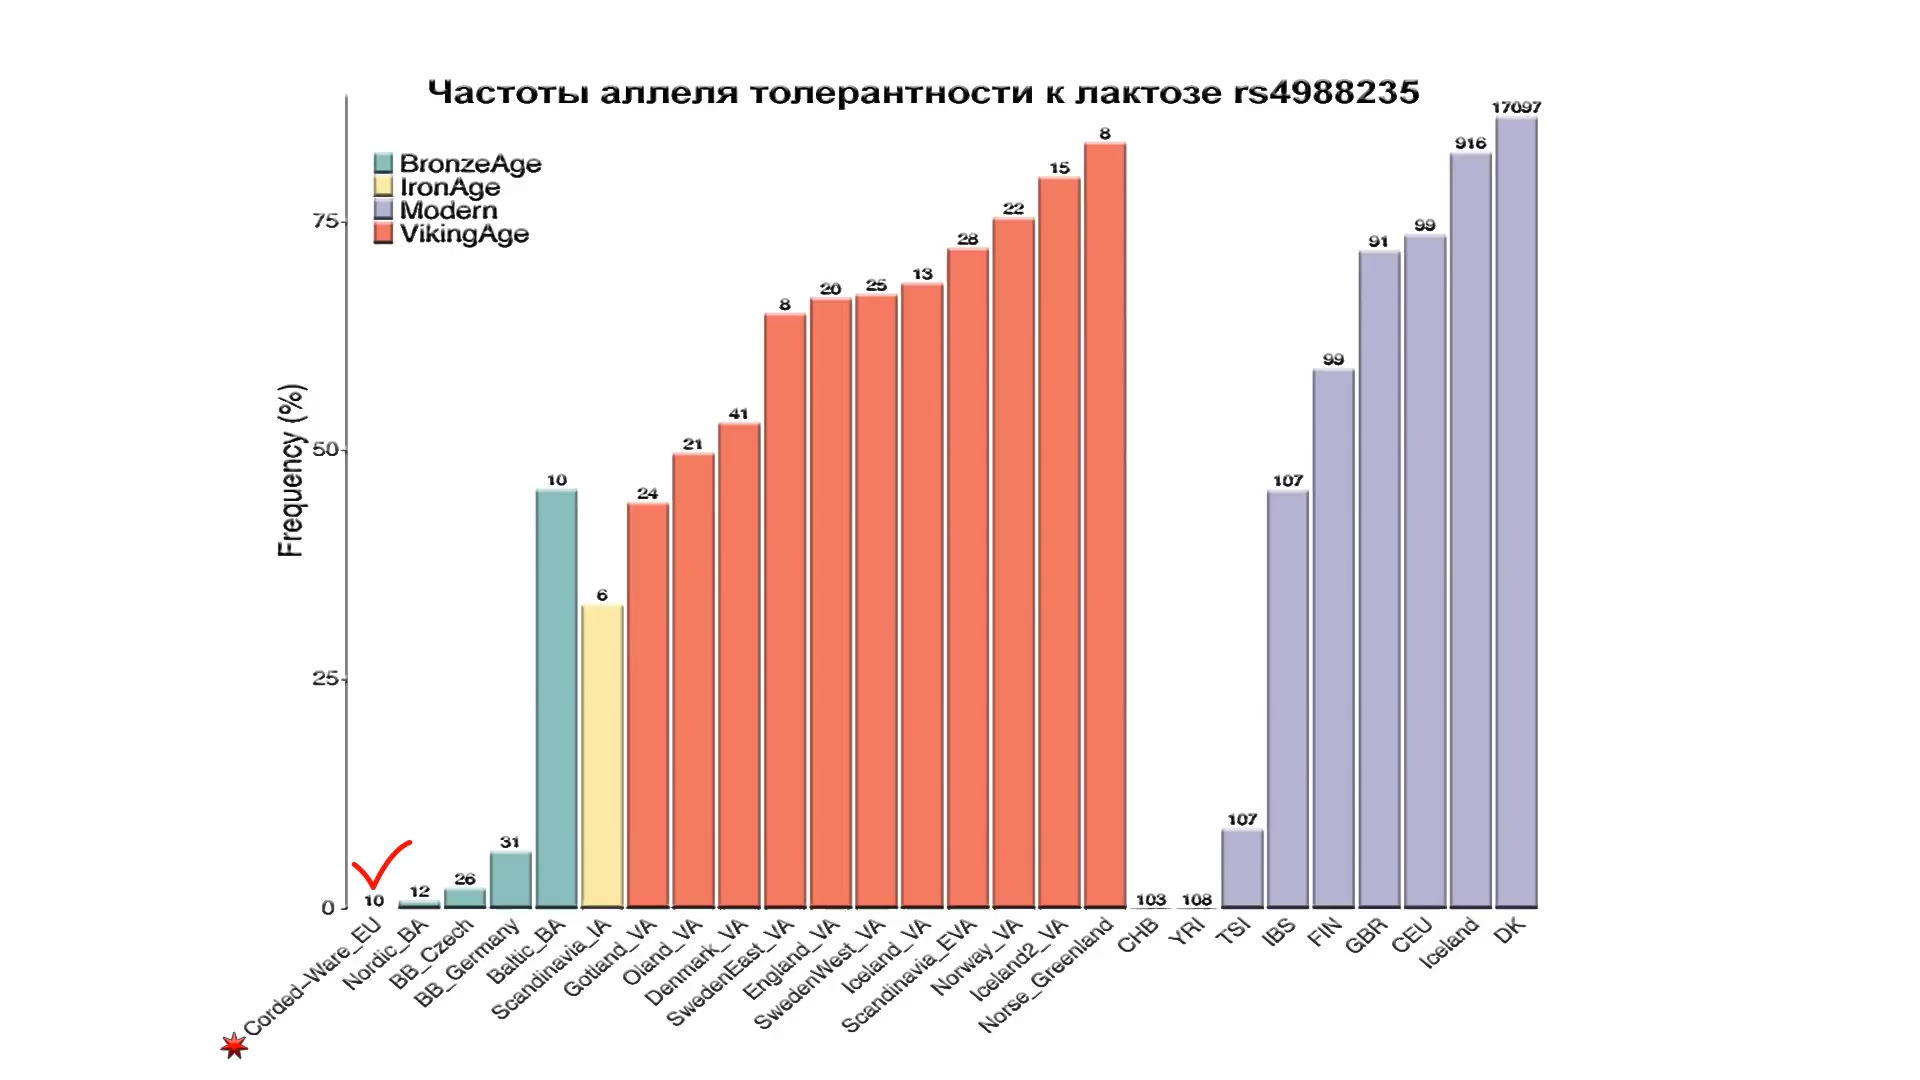 Частоты аллеля толерантности к лактозе rs4988235
BronzeAge
IronAge
Modern
VikingAge
Frequency (%)
75
50
25
0
10
12
26
31
10
6
24
21
41
8
20
25
13
28
22
15
8
103
108
107
107
99
91
99
916
17097
Corded-Ware_EU
Nordic_BA
BB_Czech
BB_Germany
Baltic_BA
Scandinavia_IA
Gotland_VA
Oland_VA
Denmark_VA
SwedenEast_VA
England_VA
SwedenWest_VA
Iceland_VA
Scandinavia_EVA
Norway_VA
Iceland2_VA
Norse_Greenland
CHB
YRI
TSI
IBS
FIN
GBR
CEU
Iceland
DK